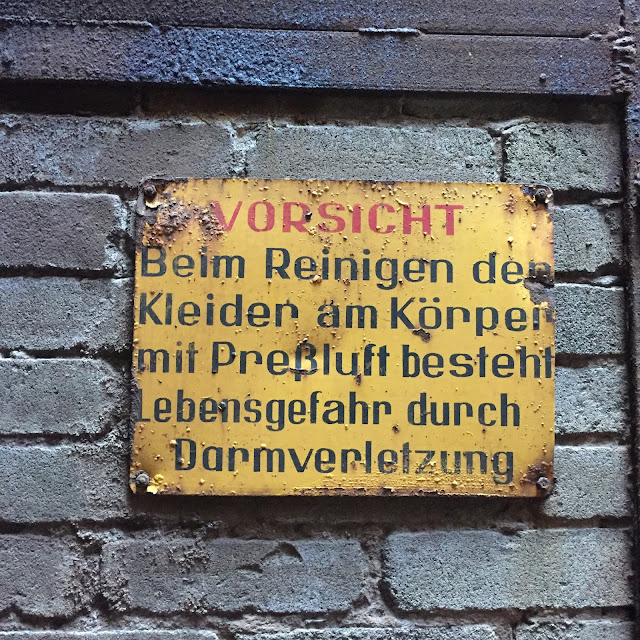 VORSICHT
Beim Reinigen der
Kleider am Körper
mit Preßluft besteht
Lebensgefahr durch
Darmverletzung